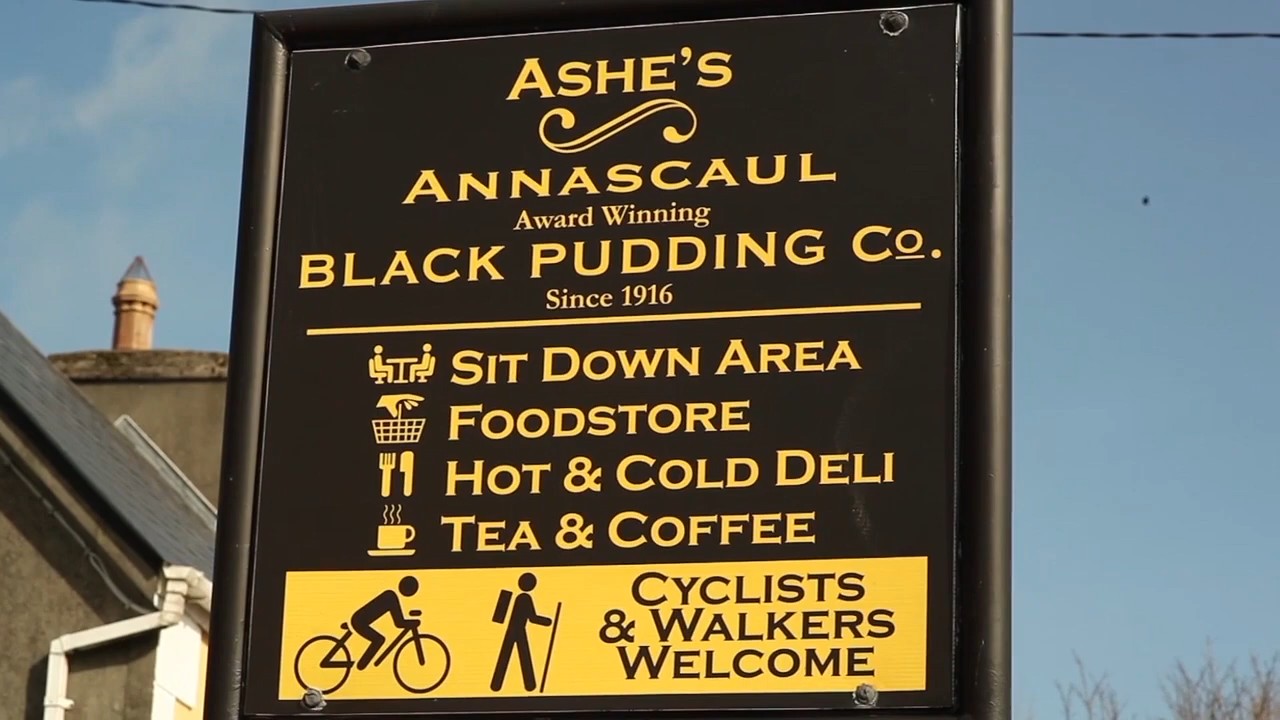 ASHE'S
ANNASCAUL
Award Winning
BLACK PUDDING Co.
Since 1916
SIT DOWN AREA
FOODSTORE
HOT & COLD DELI
TEA & COFFEE
CYCLISTS
& WALKERS
WELCOME